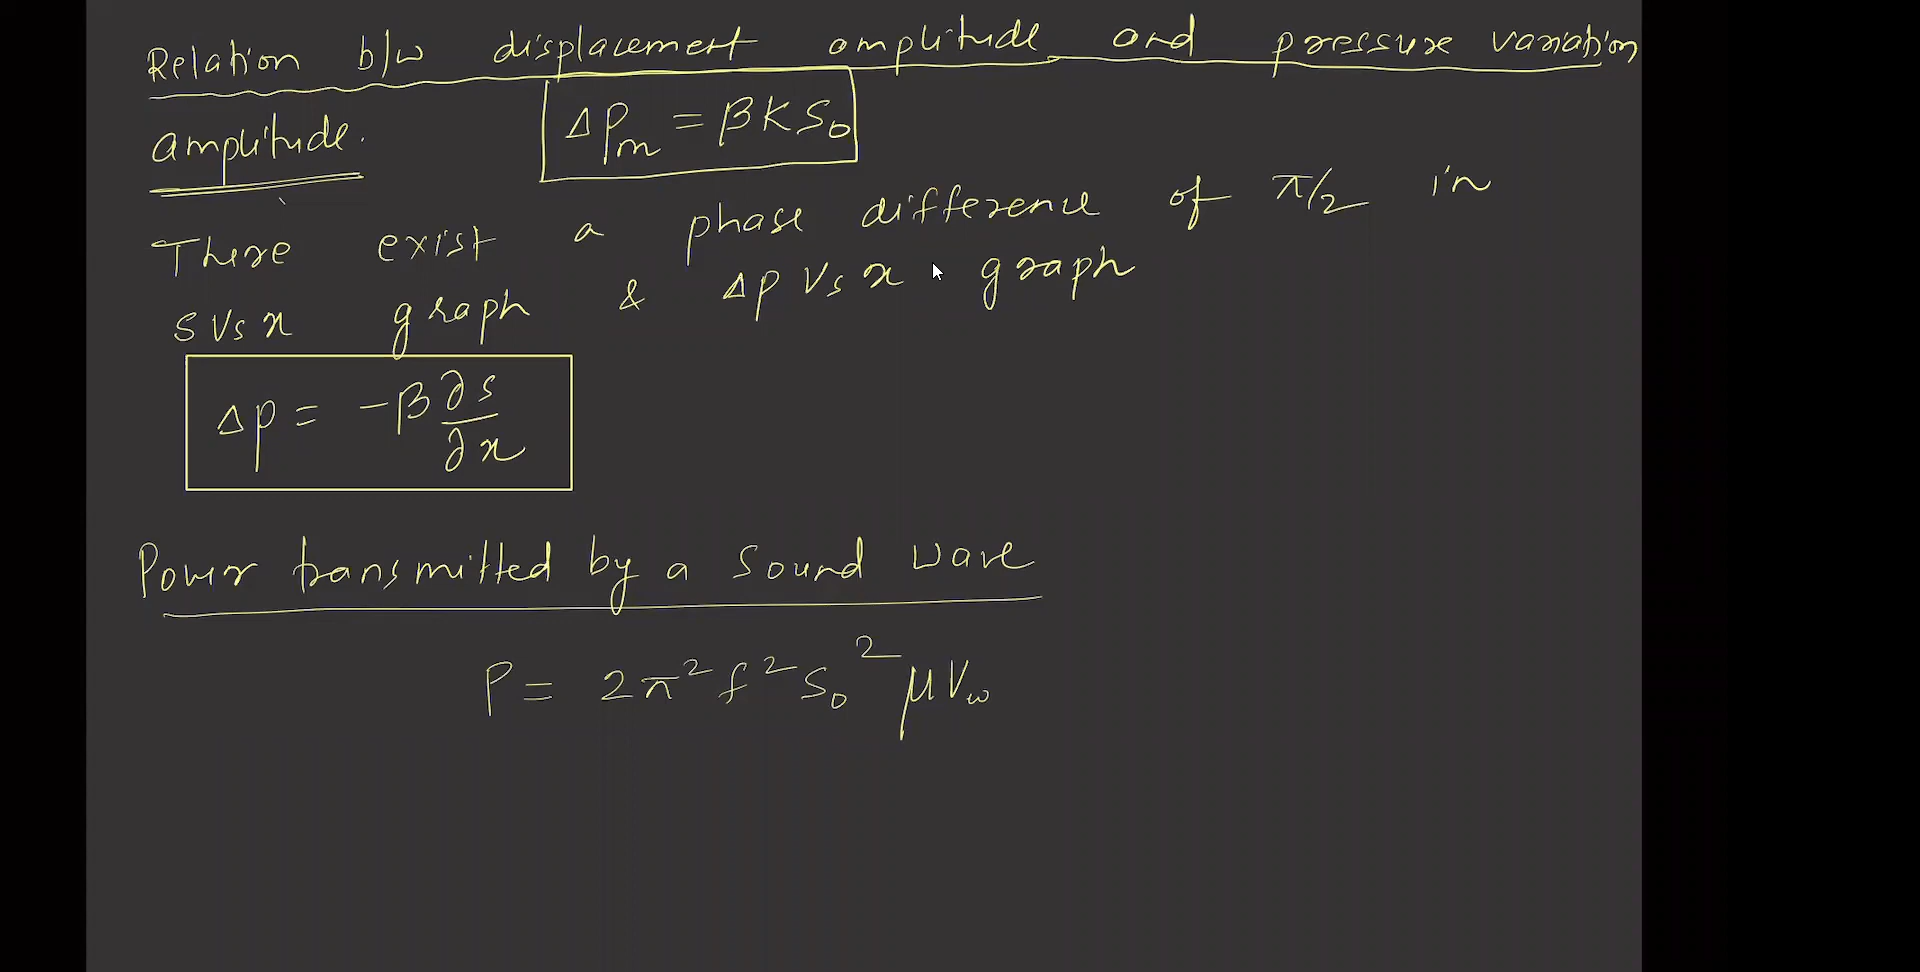 Relation b/w displacement amplitude and pressure variation
amplitude. ΔPm = βKS₀
There exist a phase difference of π/2 in
s Vs x graph & ΔP Vs x graph
Δp = -β ∂s/∂x
Power transmitted by a sound wave
P = 2π²f²S₀²μVω